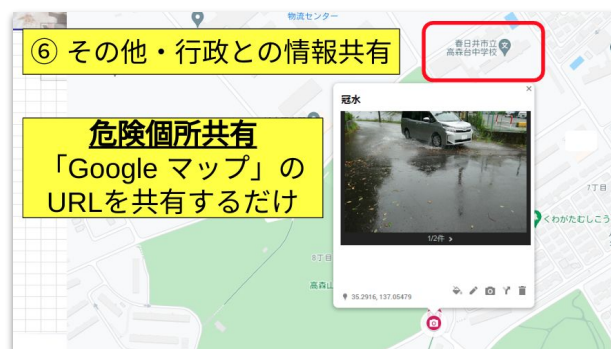 物流センター
⑥ その他・行政との情報共有
春日井市立
高森台中学校
冠水
危険個所共有
「Google マップ」の
URLを共有するだけ
1/2件 >
7丁目
くわがたむしこう
8丁目
高森山
35.2916, 137.05479